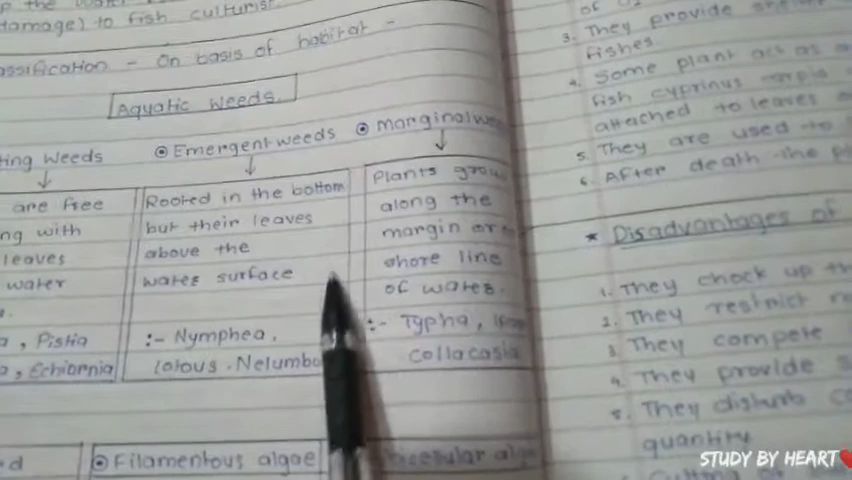 the
damage) to fish culturist.
assification - On basis of habitat -
Aquatic Weeds.
ting Weeds
⊙ Emergent weeds
⊙ marginal
are free
ng with
leaves
water
, Pistia
, Echiornia
Rooted in the bottom
but their leaves
above the
water surface
:- Nymphea,
lotous, Nelumbo
Plants grow
along the
margin or
shore line
of water.
:- Typha,
collacasia
⊙ Filamentous algae
algae
of
3. They provide
fishes.
4. Some plant act as
fish cyprinus
attached to leaves
5. They are used to
6. After death the
* Disadvantages of
1. They chock up
2. They restrict
3. They compete
4. They provide
5. They disturb
quantity
STUDY BY HEART❤